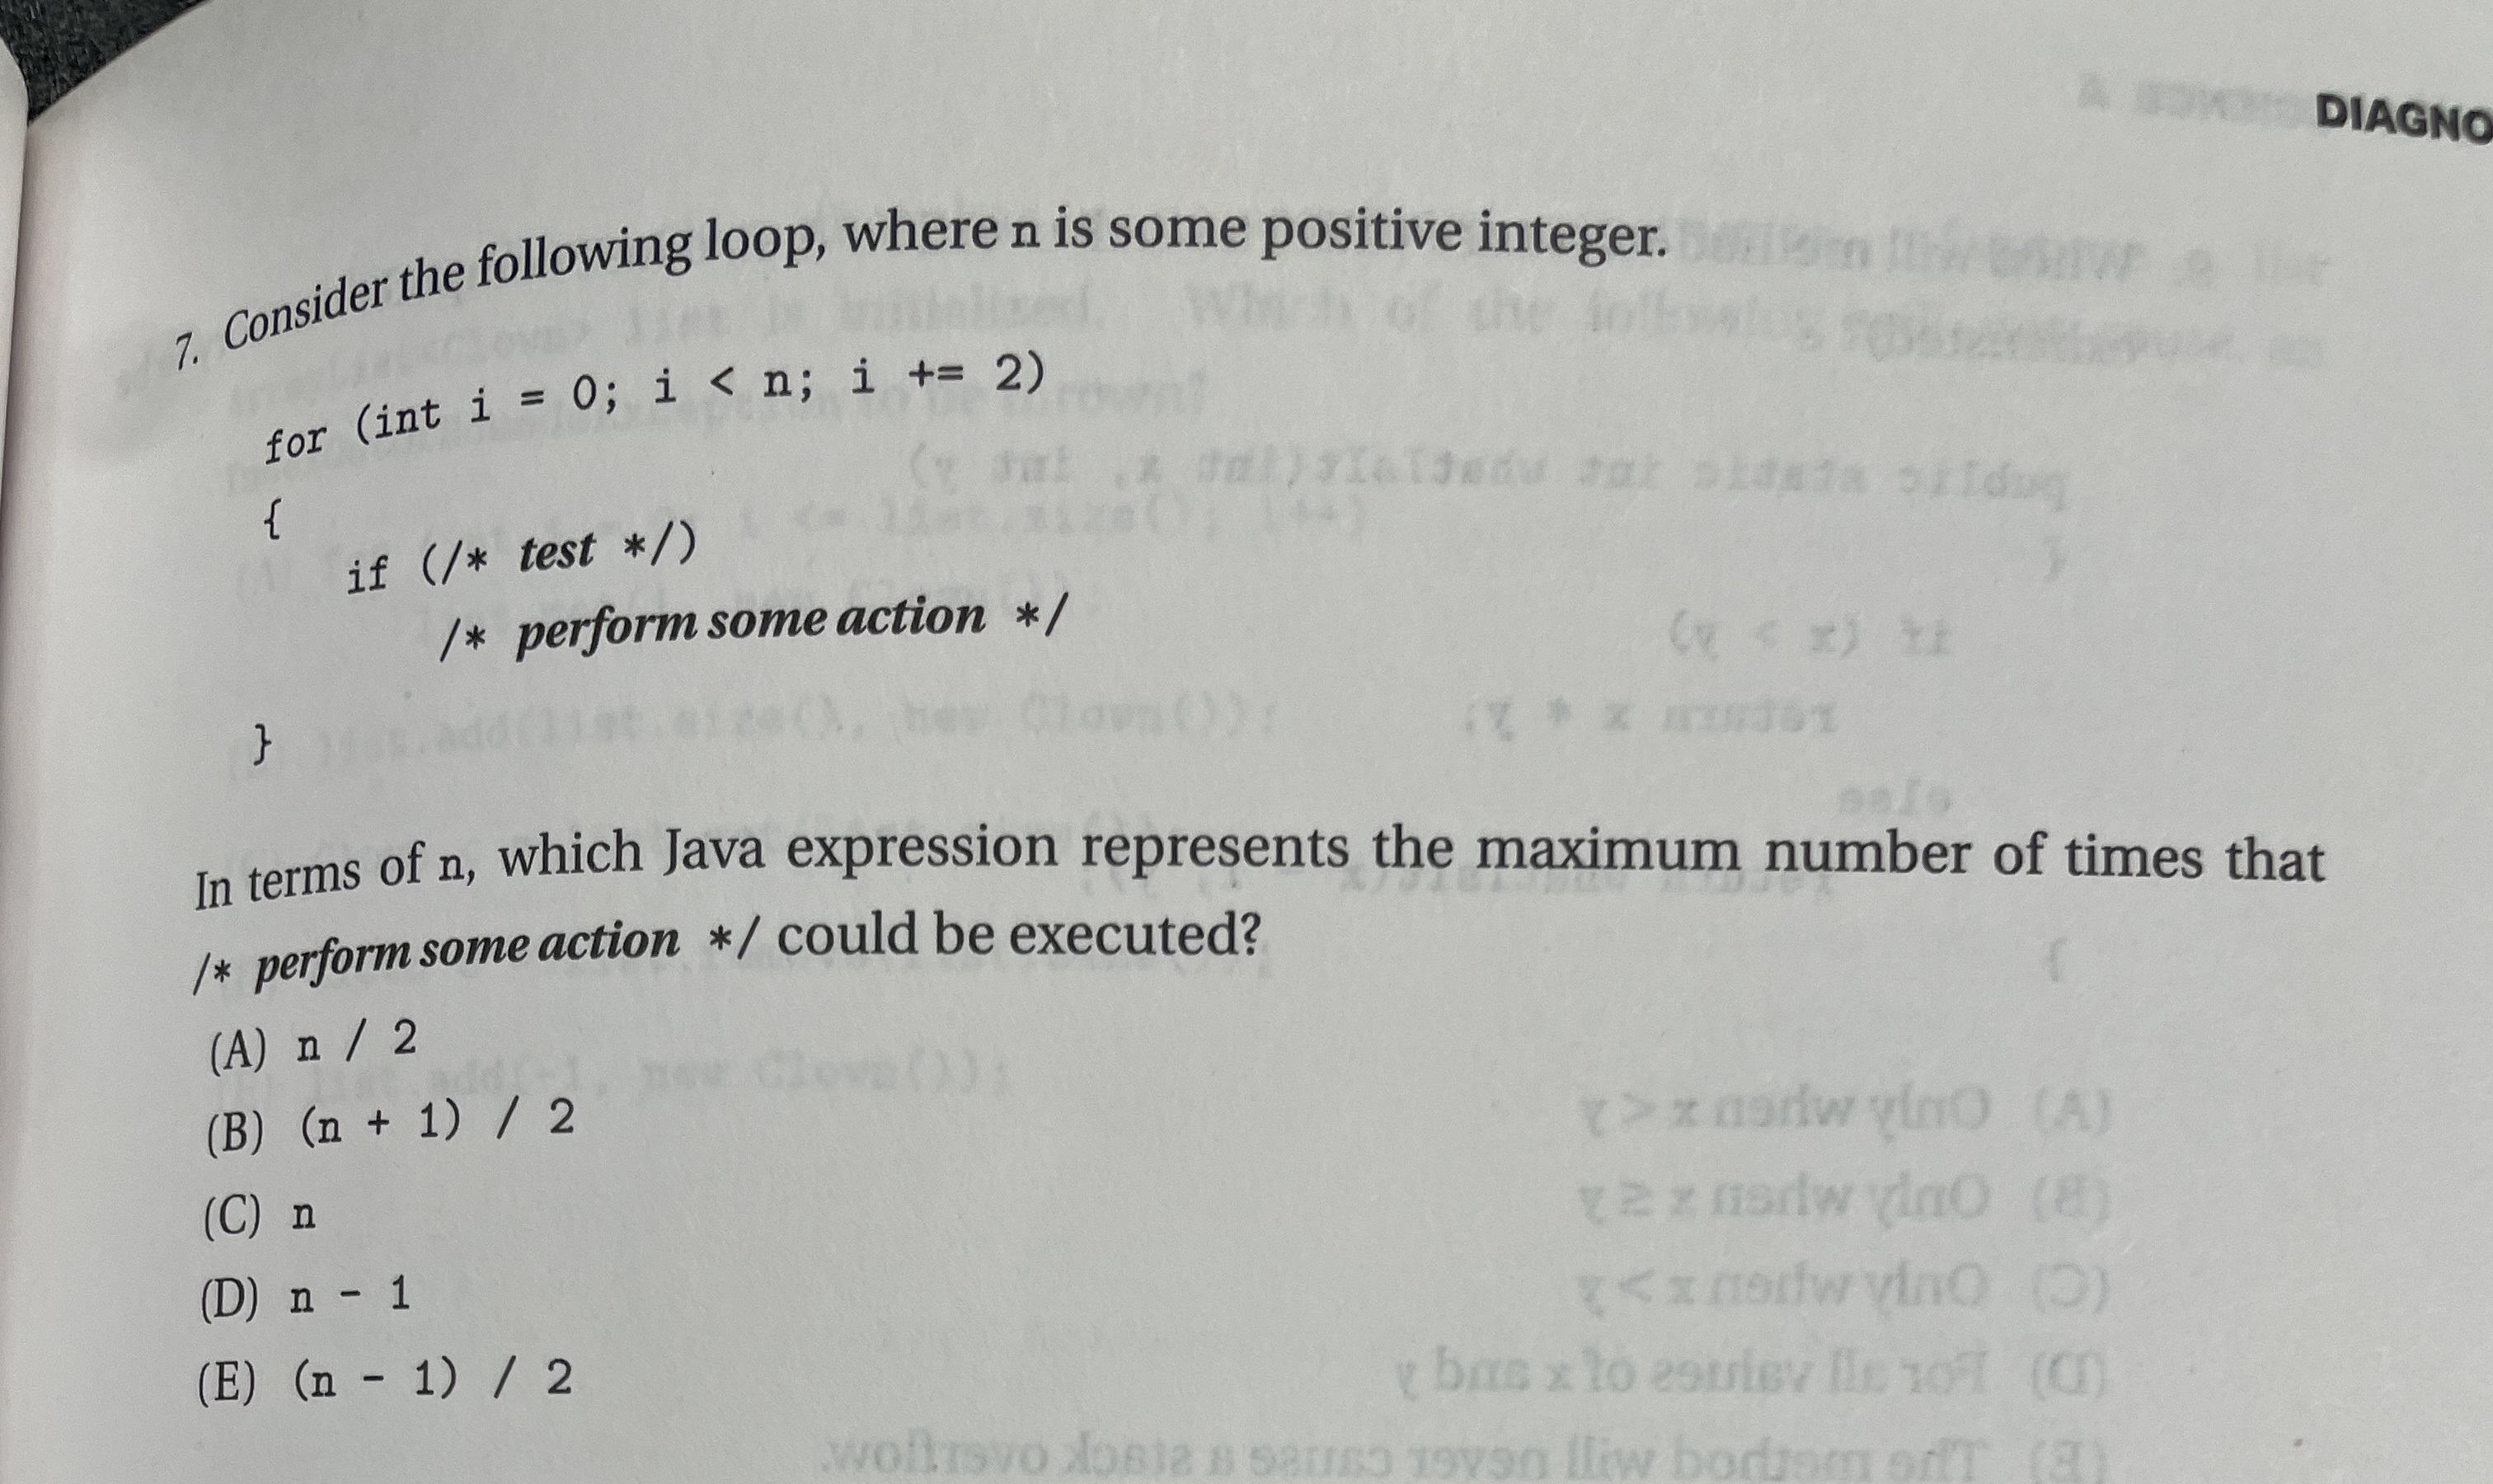 DIAGNO
7. Consider the following loop, where n is some positive integer.
for (int i = 0; i < n; i += 2)
{
if (/* test */)
/* perform some action */
}
In terms of n, which Java expression represents the maximum number of times that
/* perform some action */ could be executed?
(A) n / 2
(B) (n + 1) / 2
(C) n
(D) n - 1
(E) (n - 1) / 2